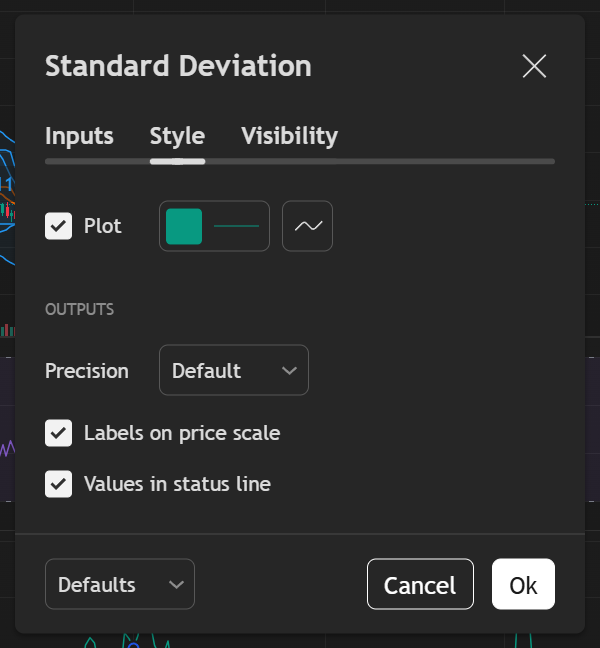 Standard Deviation
Inputs Style Visibility
Plot
OUTPUTS
Precision Default
Labels on price scale
Values in status line
Defaults Cancel Ok